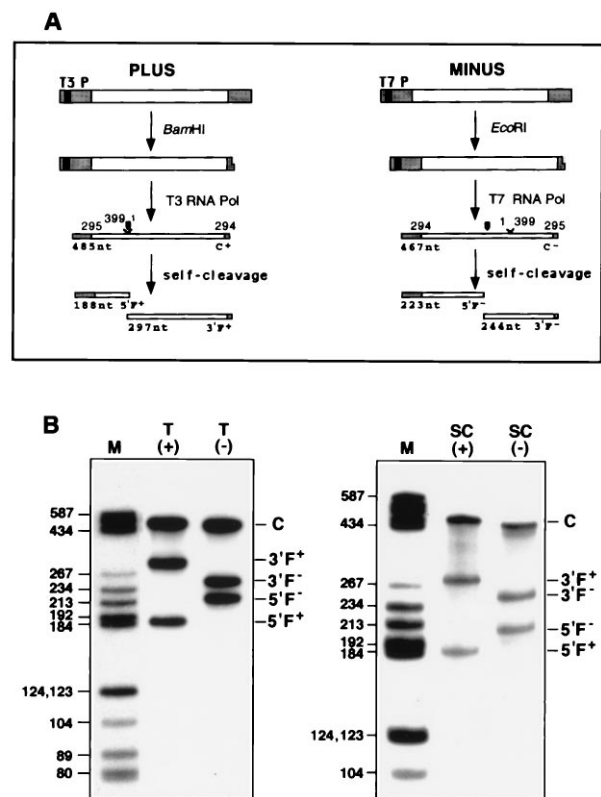 A
PLUS
MINUS
T3 P
T7 P
BamHI
EcoRI
T3 RNA Pol
T7 RNA Pol
295 399 1 294
485nt C+
294 1 399 295
467nt C-
self-cleavage
self-cleavage
188nt 5'F+
297nt 3'F+
223nt 5'F-
244nt 3'F-
B
M T (+) T (-)
587
434
267
234
213
192
184
124,123
104
89
80
C
3'F+
3'F-
5'F-
5'F+
M SC (+) SC (-)
587
434
267
234
213
192
184
124,123
104
C
3'F+
3'F-
5'F-
5'F+